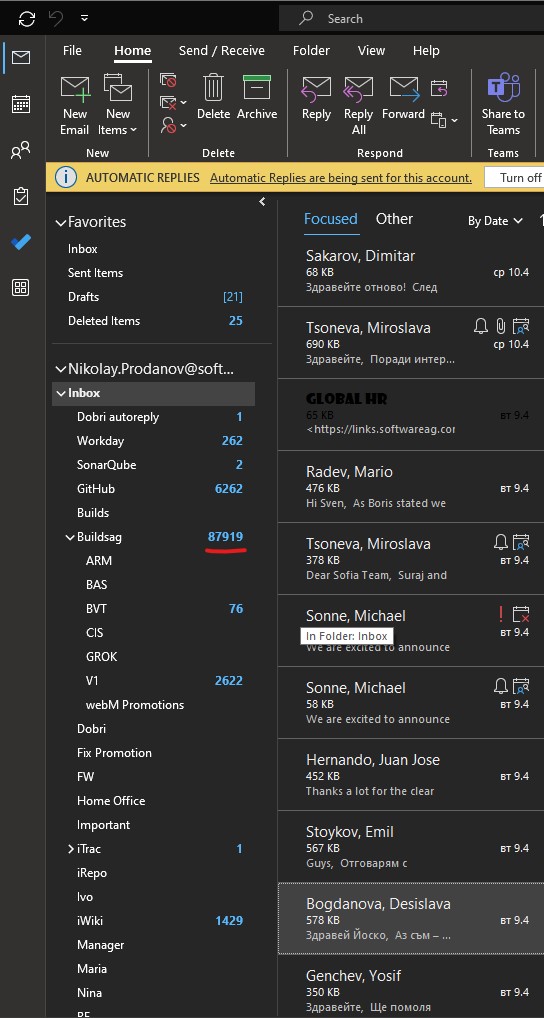 Search
File Home Send / Receive Folder View Help
New Email
New Items
Delete
Archive
Reply
Reply All
Forward
Share to Teams
New Delete Respond Teams
AUTOMATIC REPLIES Automatic Replies are being sent for this account. Turn off
Favorites
Inbox
Sent Items
Drafts [21]
Deleted Items 25
Nikolay.Prodanov@soft...
Inbox
Dobri autoreply 1
Workday 262
SonarQube 2
GitHub 6262
Builds
Buildsag 87919
ARM
BAS
BVT 76
CIS
GROK
V1 2622
webM Promotions
Dobri
Fix Promotion
FW
Home Office
Important
iTrac 1
iRepo
Ivo
iWiki 1429
Manager
Maria
Nina
Focused Other By Date
Sakarov, Dimitar
68 KB ср 10.4
Здравейте отново! След
Tsoneva, Miroslava
690 KB ср 10.4
Здравейте, Поради интер...
GLOBAL HR
65 KB вт 9.4
<https://links.softwareag.cor
Radev, Mario
476 KB вт 9.4
Hi Sven, As Boris stated we
Tsoneva, Miroslava
378 KB вт 9.4
Dear Sofia Team, Suraj and
Sonne, Michael
In Folder: Inbox вт 9.4
We are excited to announce
Sonne, Michael
58 KB вт 9.4
We are excited to announce
Hernando, Juan Jose
452 KB вт 9.4
Thanks a lot for the clear
Stoykov, Emil
567 KB вт 9.4
Guys, Отговарям с
Bogdanova, Desislava
578 KB вт 9.4
Здравей Йоско, Аз съм – ...
Genchev, Yosif
350 KB вт 9.4
Здравейте, Ще помоля